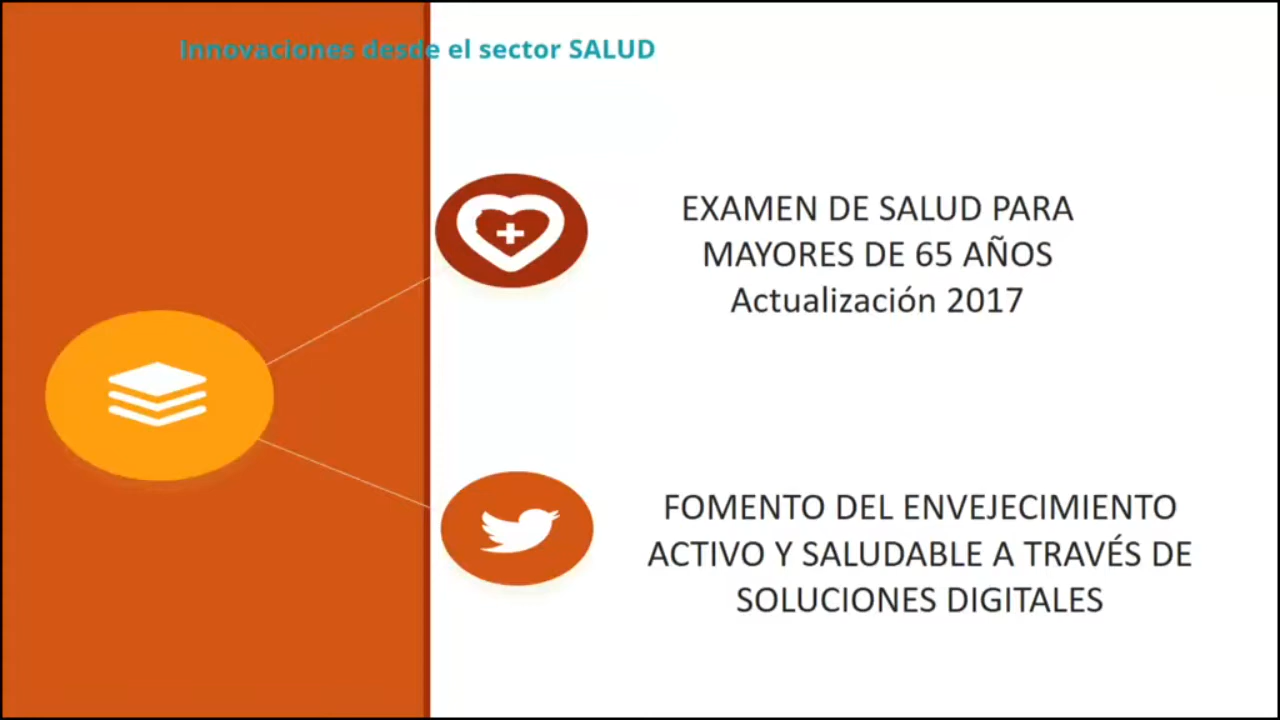 Innovaciones desde el sector SALUD
EXAMEN DE SALUD PARA
MAYORES DE 65 AÑOS
Actualización 2017
FOMENTO DEL ENVEJECIMIENTO
ACTIVO Y SALUDABLE A TRAVÉS DE
SOLUCIONES DIGITALES